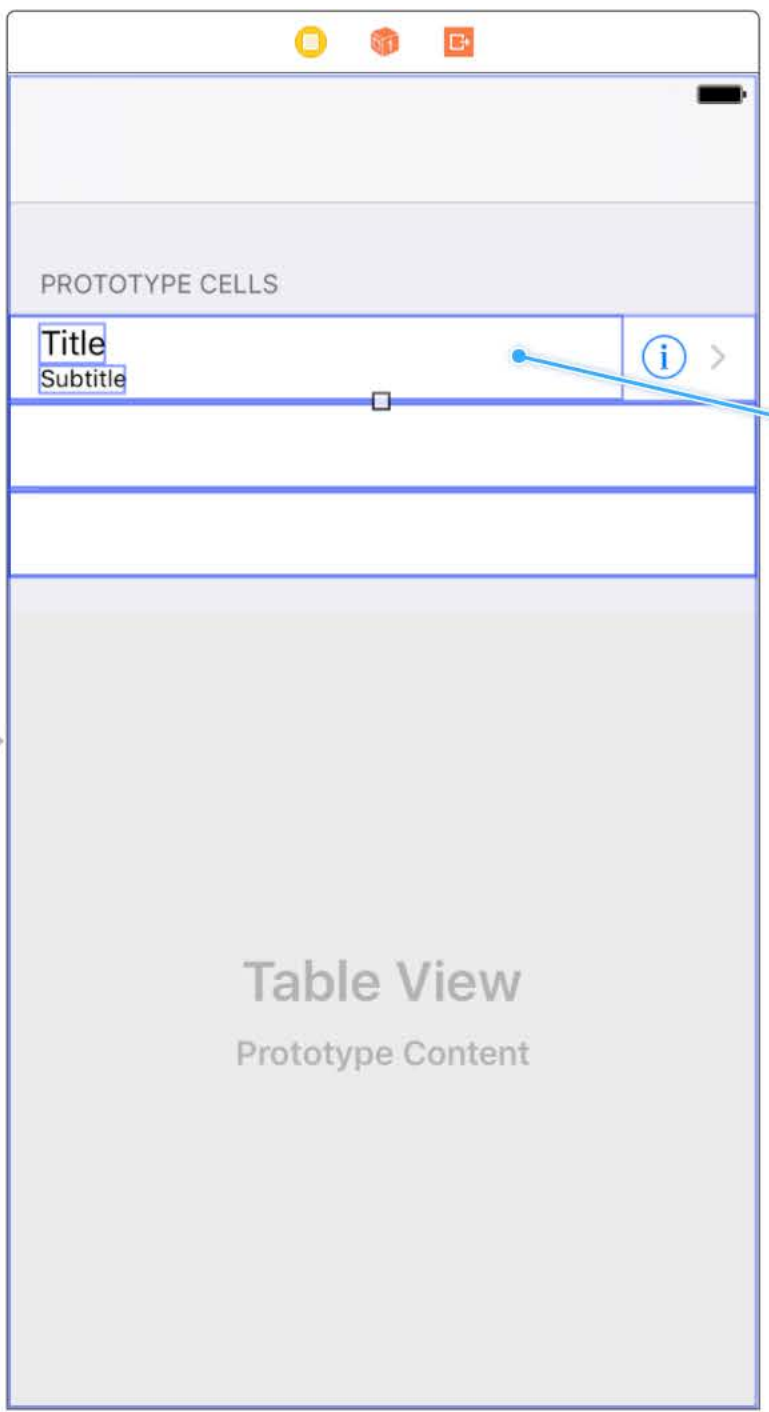 PROTOTYPE CELLS
Title
Subtitle
i
Table View
Prototype Content